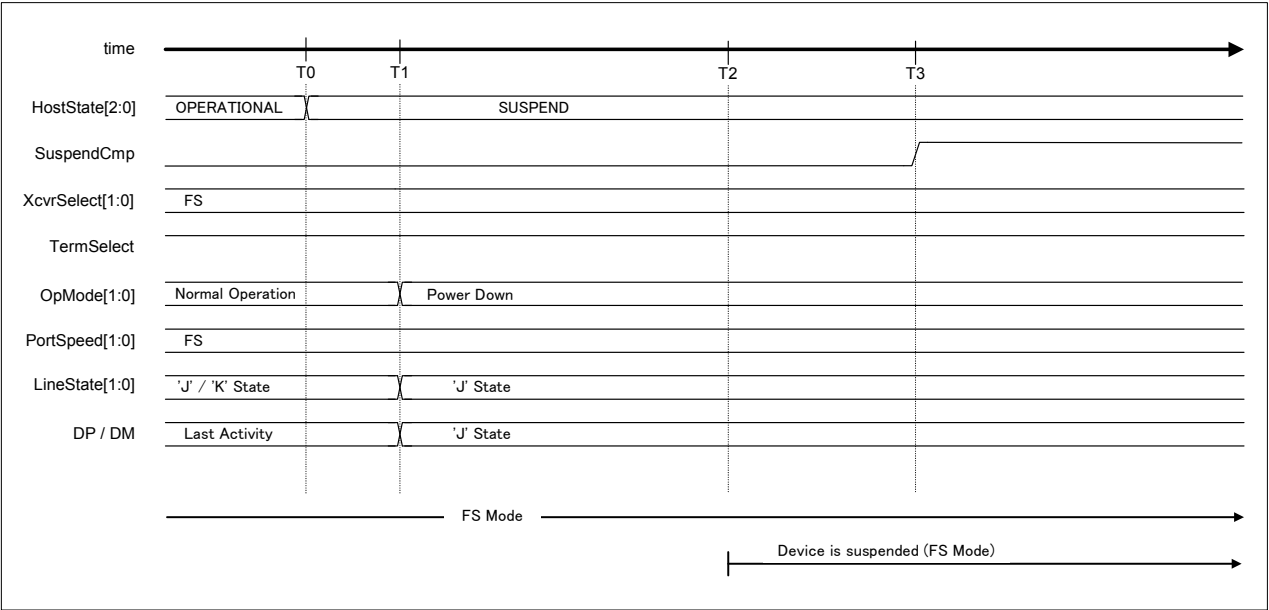 time
T0 T1 T2 T3
HostState[2:0] OPERATIONAL SUSPEND
SuspendCmp
XcvrSelect[1:0] FS
TermSelect
OpMode[1:0] Normal Operation Power Down
PortSpeed[1:0] FS
LineState[1:0] 'J' / 'K' State 'J' State
DP / DM Last Activity 'J' State
FS Mode
Device is suspended (FS Mode)